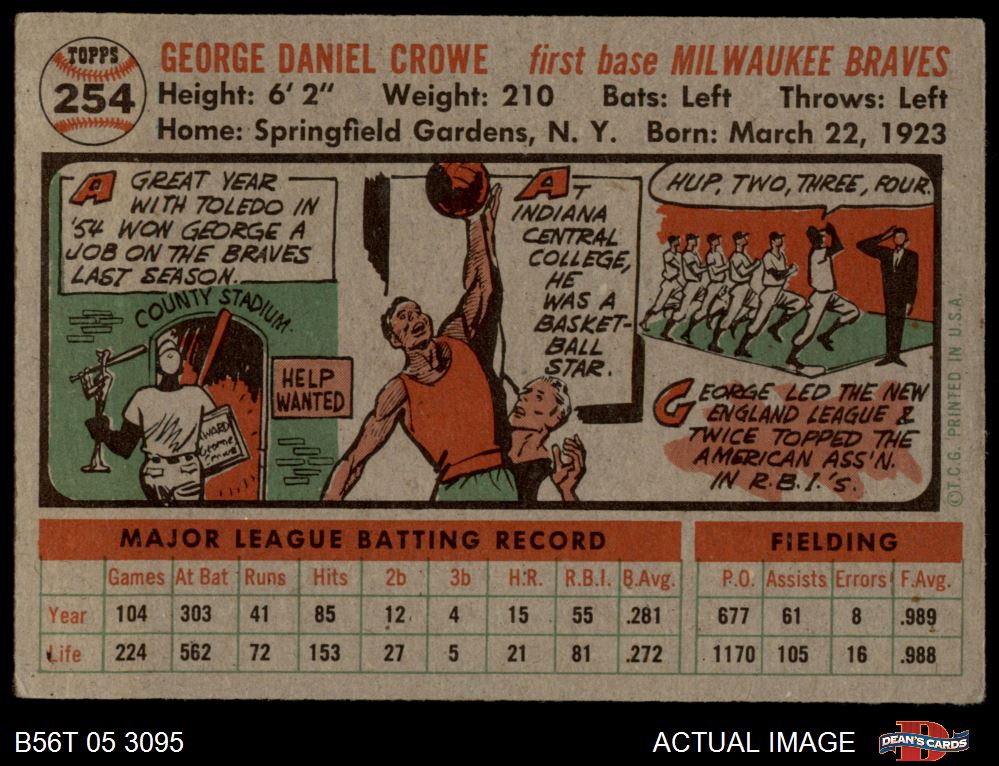 TOPPS
254
GEORGE DANIEL CROWE first base MILWAUKEE BRAVES
Height: 6' 2" Weight: 210 Bats: Left Throws: Left
Home: Springfield Gardens, N. Y. Born: March 22, 1923
A GREAT YEAR
WITH TOLEDO IN
'54 WON GEORGE A
JOB ON THE BRAVES
LAST SEASON.
COUNTY STADIUM
HELP
WANTED
AWARD
George
Crowe
AT
INDIANA
CENTRAL
COLLEGE,
HE
WAS A
BASKET-
BALL
STAR.
HUP, TWO, THREE, FOUR.
GEORGE LED THE NEW
ENGLAND LEAGUE &
TWICE TOPPED THE
AMERICAN ASS'N.
IN R.B.I.'s.
©T.C.G. PRINTED IN U.S.A.
MAJOR LEAGUE BATTING RECORD FIELDING
Games At Bat Runs Hits 2b 3b H.R. R.B.I. B.Avg. P.O. Assists Errors F.Avg.
Year 104 303 41 85 12 4 15 55 .281 677 61 8 .989
Life 224 562 72 153 27 5 21 81 .272 1170 105 16 .988
B56T 05 3095 ACTUAL IMAGE DEAN'S CARDS